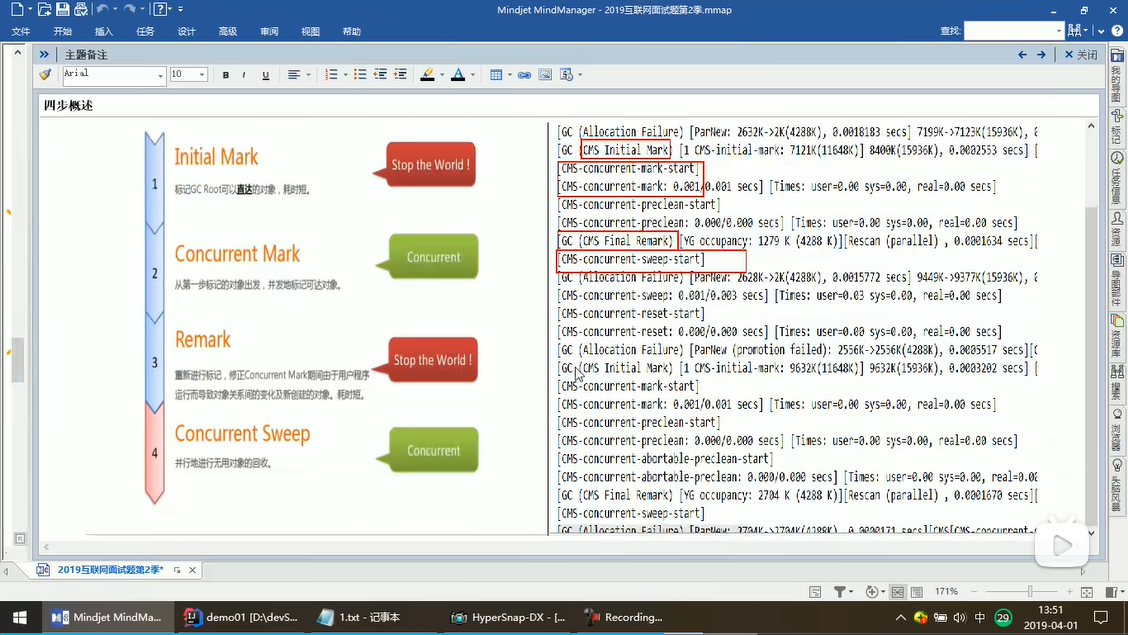 Mindjet MindManager - 2019互联网面试题第2季.mmap
文件 开始 插入 任务 设计 高级 审阅 视图 帮助 查找:
主题备注 关闭
Arial 10 B I U
四步概述
1
Initial Mark
标记GC Root可以直达的对象，耗时短。
Stop the World !
2
Concurrent Mark
从第一步标记的对象出发，并发地标记可达对象。
Concurrent
3
Remark
重新进行标记，修正Concurrent Mark期间由于用户程序
运行而导致对象关系间的变化及新创建的对象。耗时短。
Stop the World !
4
Concurrent Sweep
并行地进行无用对象的回收。
Concurrent
[GC (Allocation Failure) [ParNew: 2632K->2K(4288K), 0.0018183 secs] 7199K->7123K(15936K), 0
[GC (CMS Initial Mark) [1 CMS-initial-mark: 7121K(11648K)] 8400K(15936K), 0.0002553 secs] [
[CMS-concurrent-mark-start]
[CMS-concurrent-mark: 0.001/0.001 secs] [Times: user=0.00 sys=0.00, real=0.00 secs]
[CMS-concurrent-preclean-start]
[CMS-concurrent-preclean: 0.000/0.000 secs] [Times: user=0.00 sys=0.00, real=0.00 secs]
[GC (CMS Final Remark) [YG occupancy: 1279 K (4288 K)][Rescan (parallel) , 0.0001634 secs][
[CMS-concurrent-sweep-start]
[GC (Allocation Failure) [ParNew: 2628K->2K(4288K), 0.0015772 secs] 9449K->9377K(15936K), 0
[CMS-concurrent-sweep: 0.001/0.003 secs] [Times: user=0.03 sys=0.00, real=0.00 secs]
[CMS-concurrent-reset-start]
[CMS-concurrent-reset: 0.000/0.000 secs] [Times: user=0.00 sys=0.00, real=0.00 secs]
[GC (Allocation Failure) [ParNew (promotion failed): 2556K->2556K(4288K), 0.0005517 secs][C
[GC (CMS Initial Mark) [1 CMS-initial-mark: 9632K(11648K)] 9632K(15936K), 0.0003202 secs] [
[CMS-concurrent-mark-start]
[CMS-concurrent-mark: 0.001/0.001 secs] [Times: user=0.00 sys=0.00, real=0.00 secs]
[CMS-concurrent-preclean-start]
[CMS-concurrent-preclean: 0.000/0.000 secs] [Times: user=0.00 sys=0.00, real=0.00 secs]
[CMS-concurrent-abortable-preclean-start]
[CMS-concurrent-abortable-preclean: 0.000/0.000 secs] [Times: user=0.00 sys=0.00, real=0.00
[GC (CMS Final Remark) [YG occupancy: 2704 K (4288 K)][Rescan (parallel) , 0.0001670 secs][
[CMS-concurrent-sweep-start]
[GC (Allocation Failure) [ParNew: 2704K->2704K(4288K), 0.0000171 secs][CMS[CMS-concurrent-s
我的导图
标记
任务信息
资源
导图部件
资源库
搜索
浏览器
头脑风暴
2019互联网面试题第2季*
171%
Mindjet MindMa... demo01 [D:\devS... 1.txt - 记事本 HyperSnap-DX - [... Recording...
中 29 13:51
2019-04-01